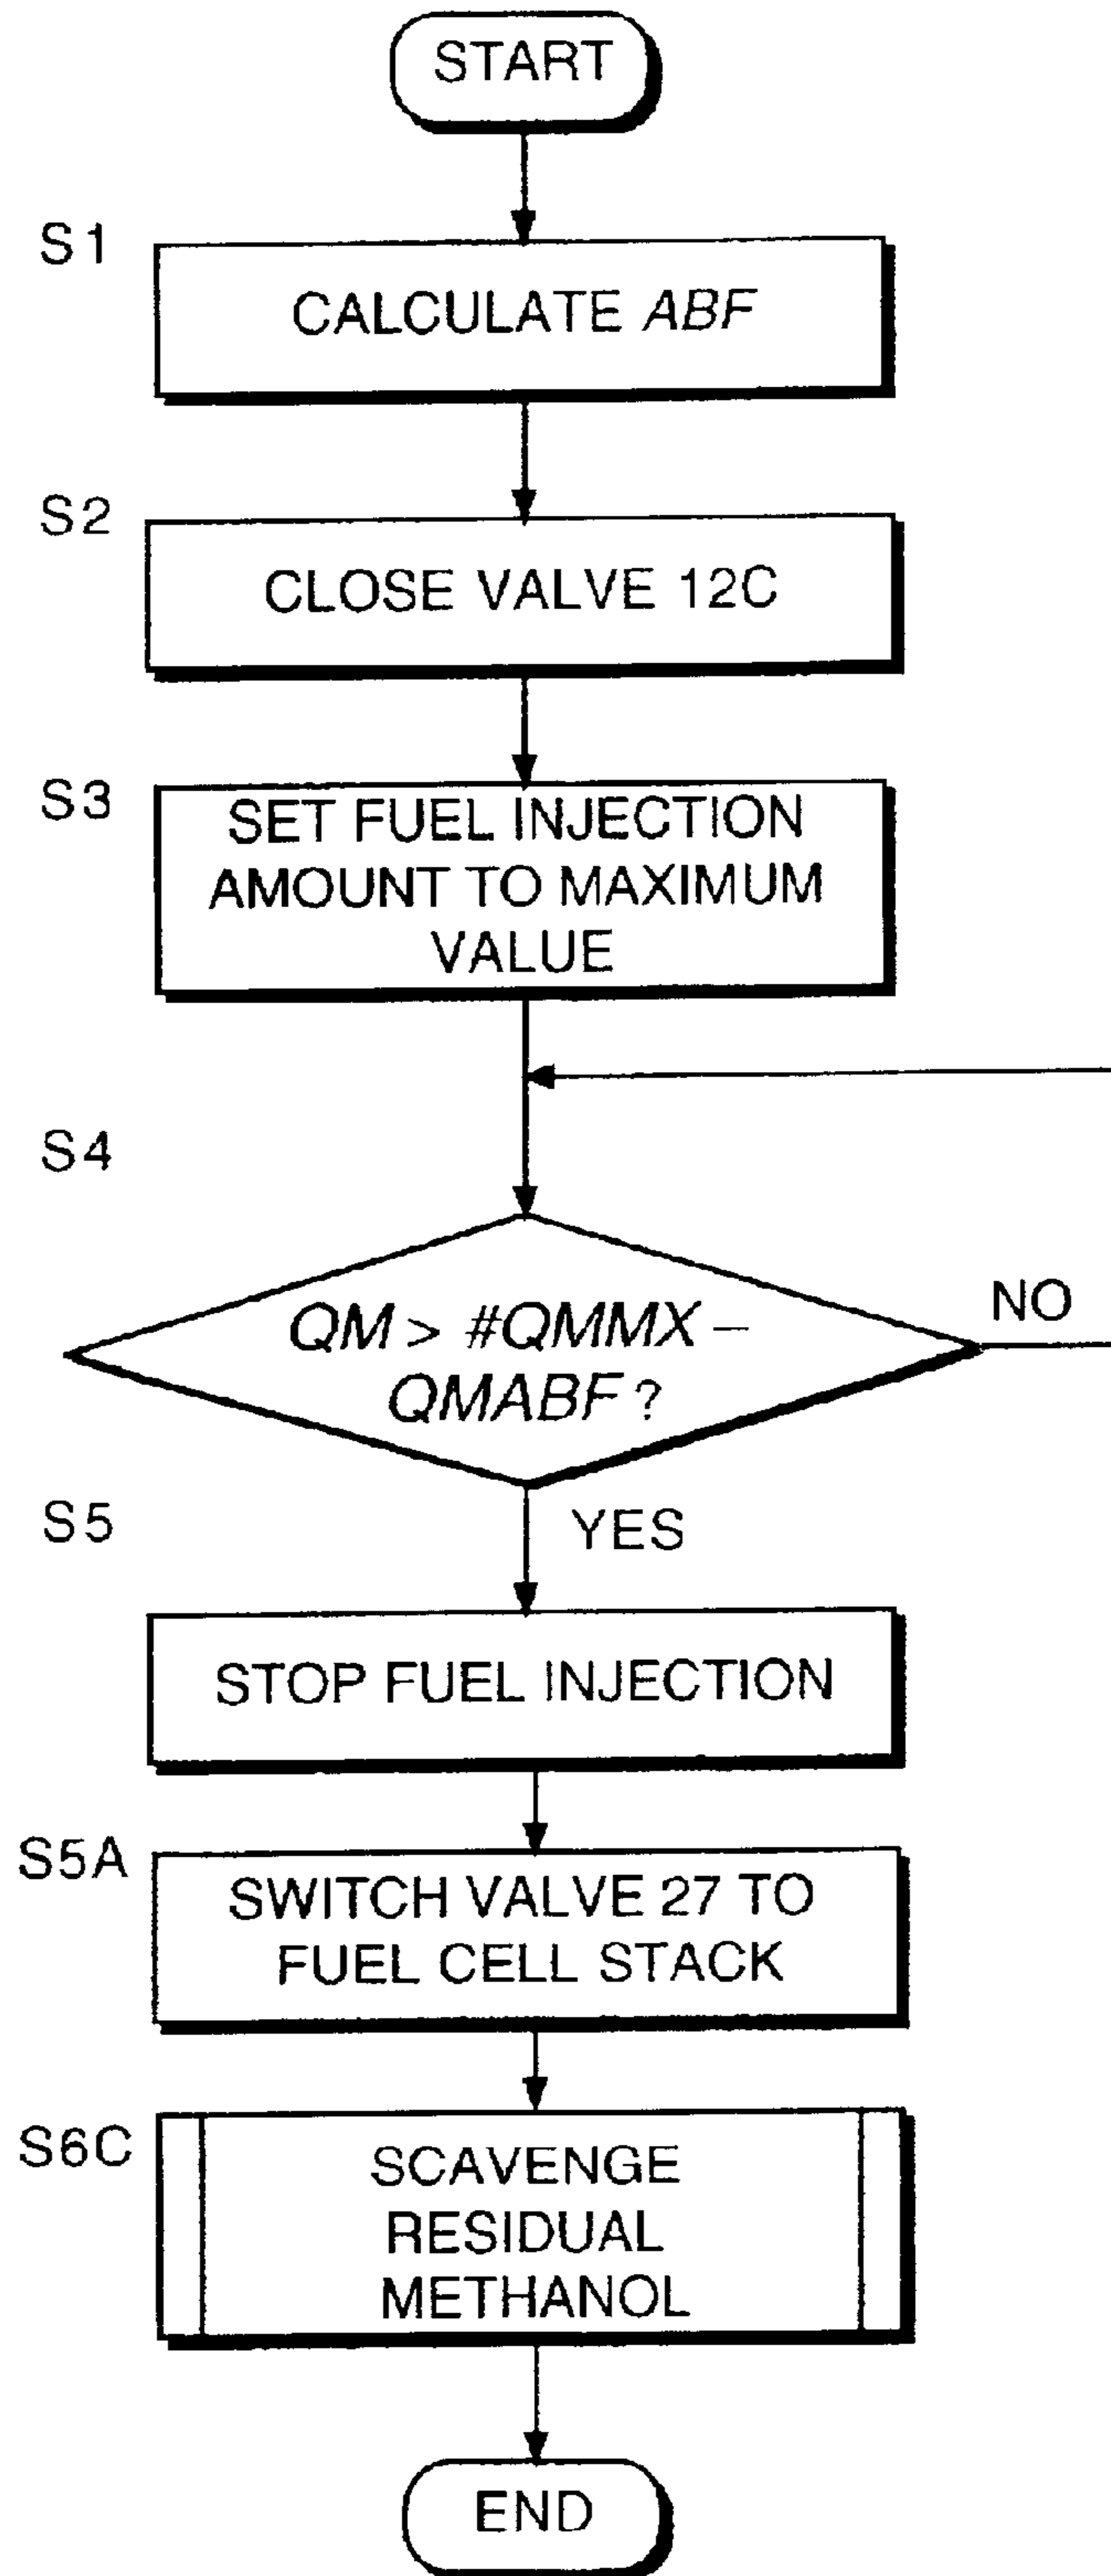 START
S1
CALCULATE ABF
S2
CLOSE VALVE 12C
S3
SET FUEL INJECTION
AMOUNT TO MAXIMUM
VALUE
S4
QM > #QMMX –
QMABF ?
NO
S5
YES
STOP FUEL INJECTION
S5A
SWITCH VALVE 27 TO
FUEL CELL STACK
S6C
SCAVENGE
RESIDUAL
METHANOL
END